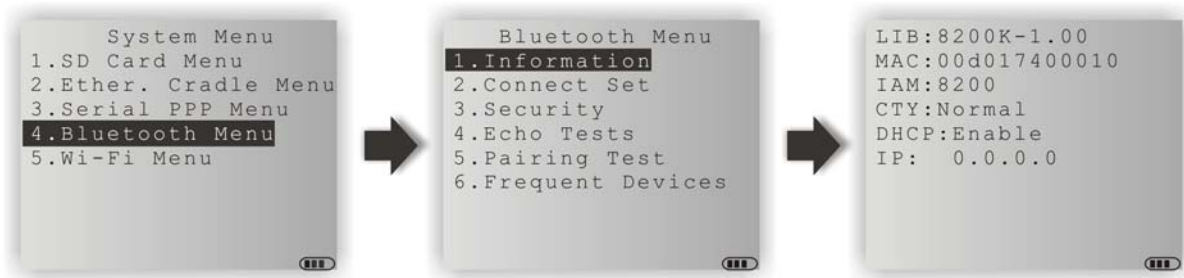 System Menu
1.SD Card Menu
2.Ether. Cradle Menu
3.Serial PPP Menu
4.Bluetooth Menu
5.Wi-Fi Menu
Bluetooth Menu
1.Information
2.Connect Set
3.Security
4.Echo Tests
5.Pairing Test
6.Frequent Devices
LIB:8200K-1.00
MAC:00d017400010
IAM:8200
CTY:Normal
DHCP:Enable
IP: 0.0.0.0